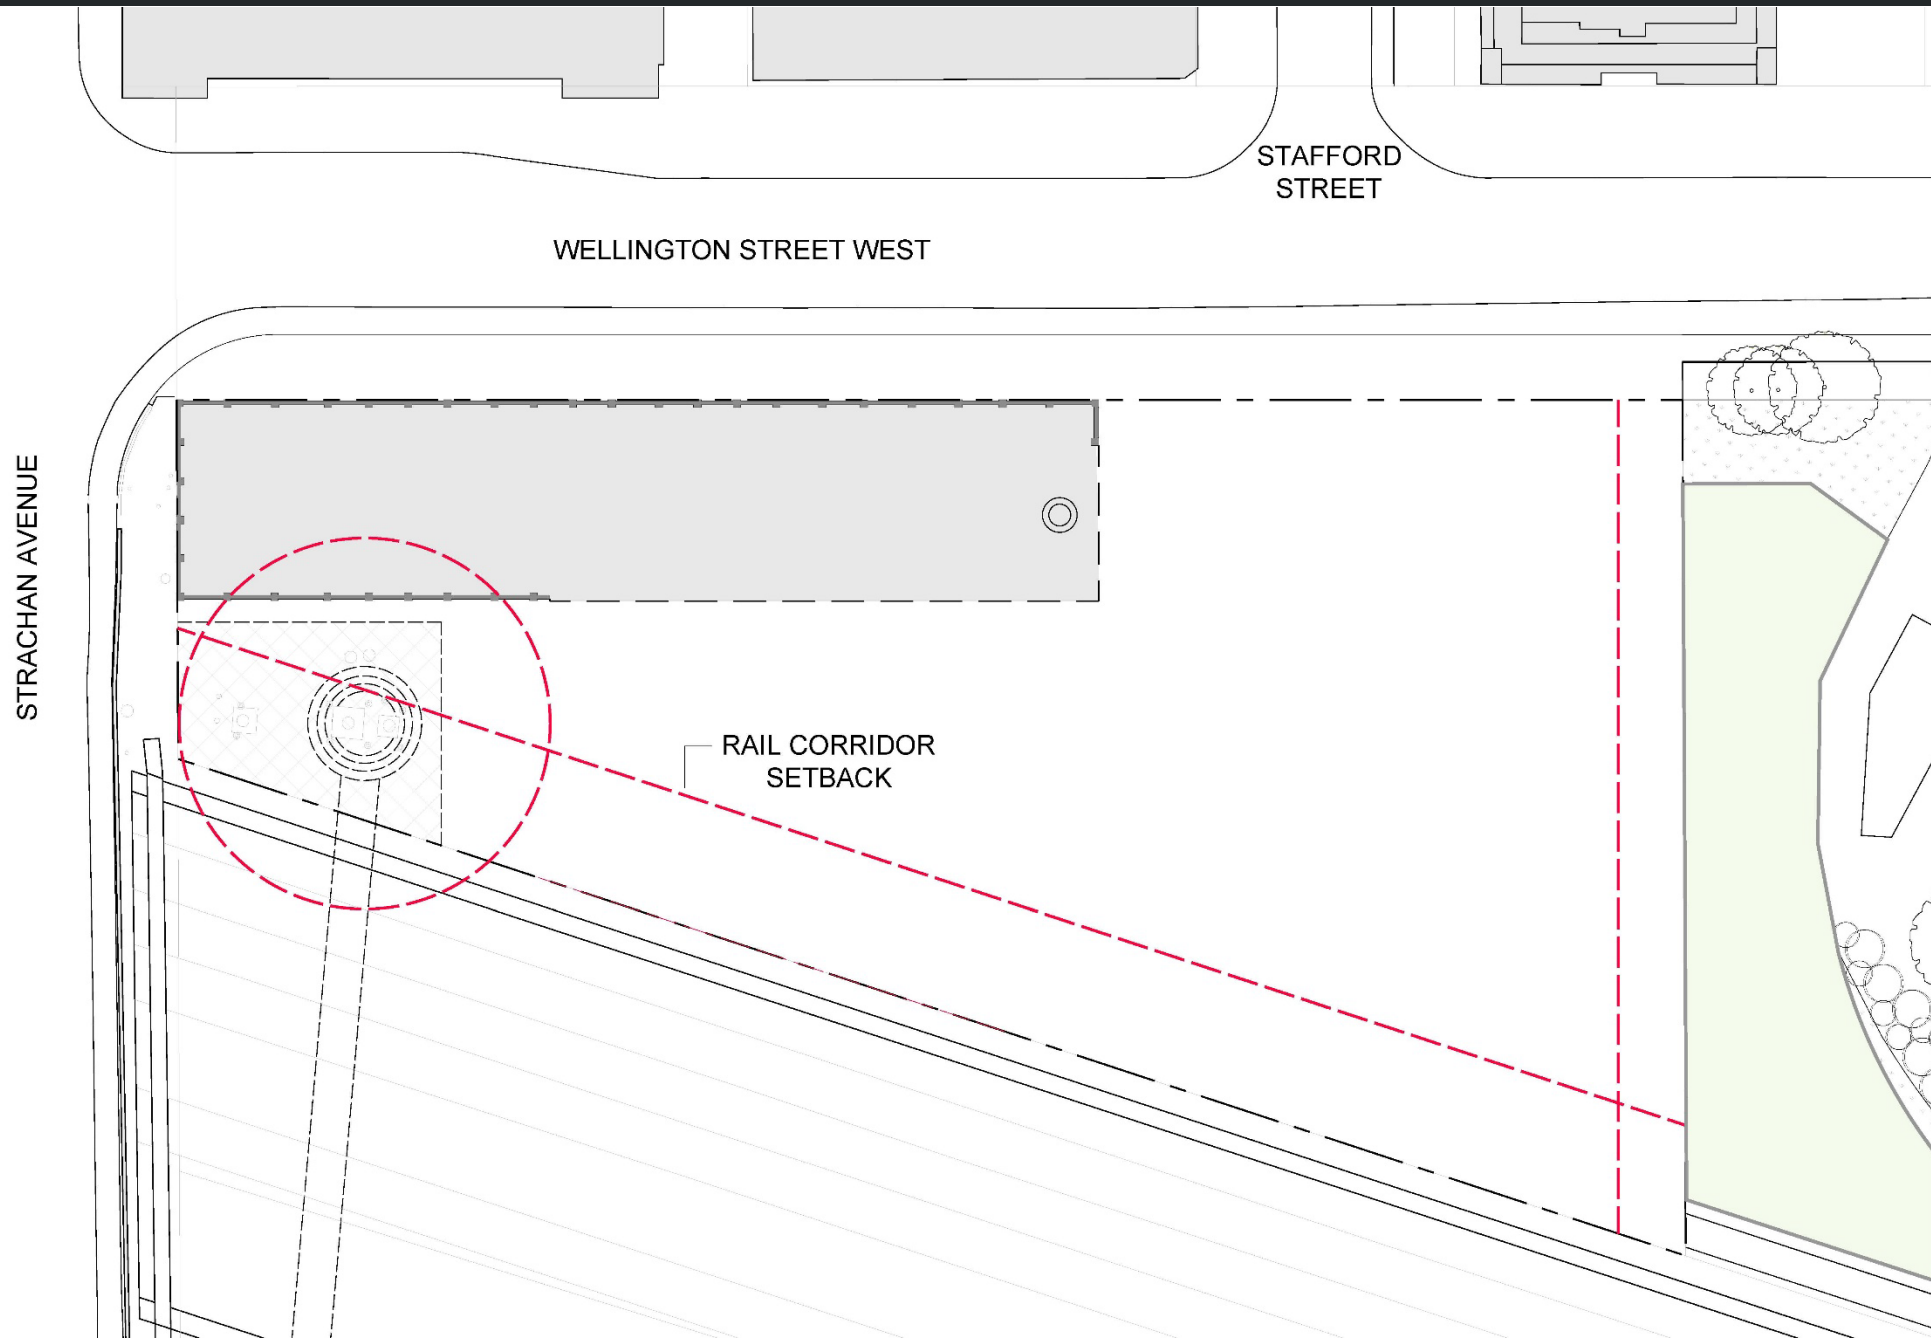 STAFFORD
STREET
WELLINGTON STREET WEST
STRACHAN AVENUE
RAIL CORRIDOR
SETBACK